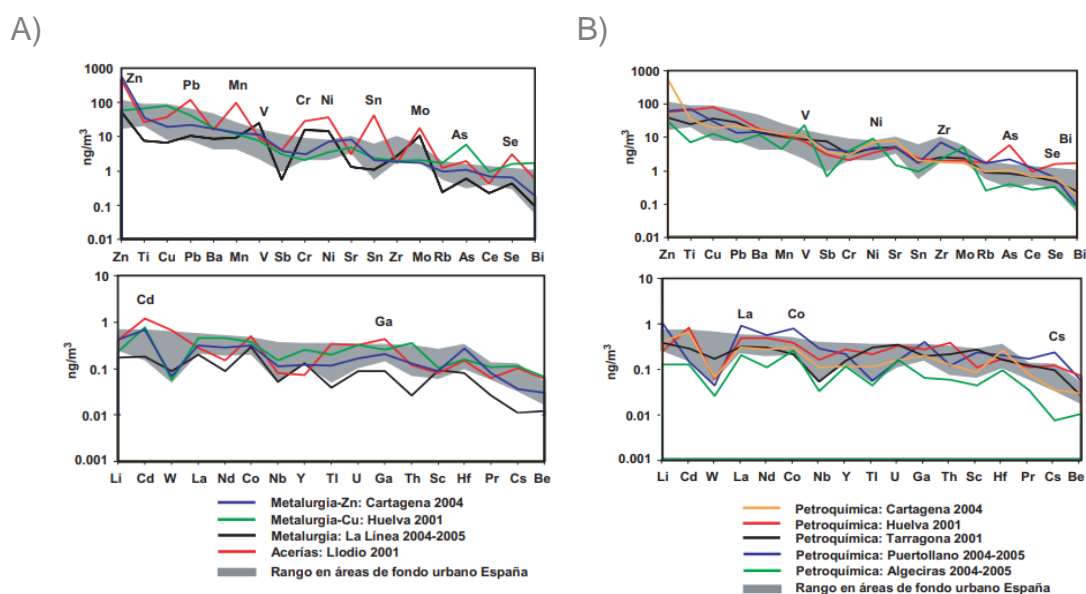 A)
B)
1000
100
10
1
0.1
0.01
ng/m³
Zn
Pb
Mn
V
Cr
Ni
Sn
Mo
As
Se
Zn Ti Cu Pb Ba Mn V Sb Cr Ni Sr Sn Zr Mo Rb As Ce Se Bi
10
1
0.1
0.01
0.001
ng/m³
Cd
Ga
Li Cd W La Nd Co Nb Y Tl U Ga Th Sc Hf Pr Cs Be
Metalurgia-Zn: Cartagena 2004
Metalurgia-Cu: Huelva 2001
Metalurgia: La Línea 2004-2005
Acerías: Llodio 2001
Rango en áreas de fondo urbano España
1000
100
10
1
0.1
0.01
ng/m³
V
Ni
Zr
As
Se
Bi
Zn Ti Cu Pb Ba Mn V Sb Cr Ni Sr Sn Zr Mo Rb As Ce Se Bi
10
1
0.1
0.01
0.001
ng/m³
La
Co
Cs
Li Cd W La Nd Co Nb Y Tl U Ga Th Sc Hf Pr Cs Be
Petroquímica: Cartagena 2004
Petroquímica: Huelva 2001
Petroquímica: Tarragona 2001
Petroquímica: Puertollano 2004-2005
Petroquímica: Algeciras 2004-2005
Rango en áreas de fondo urbano España